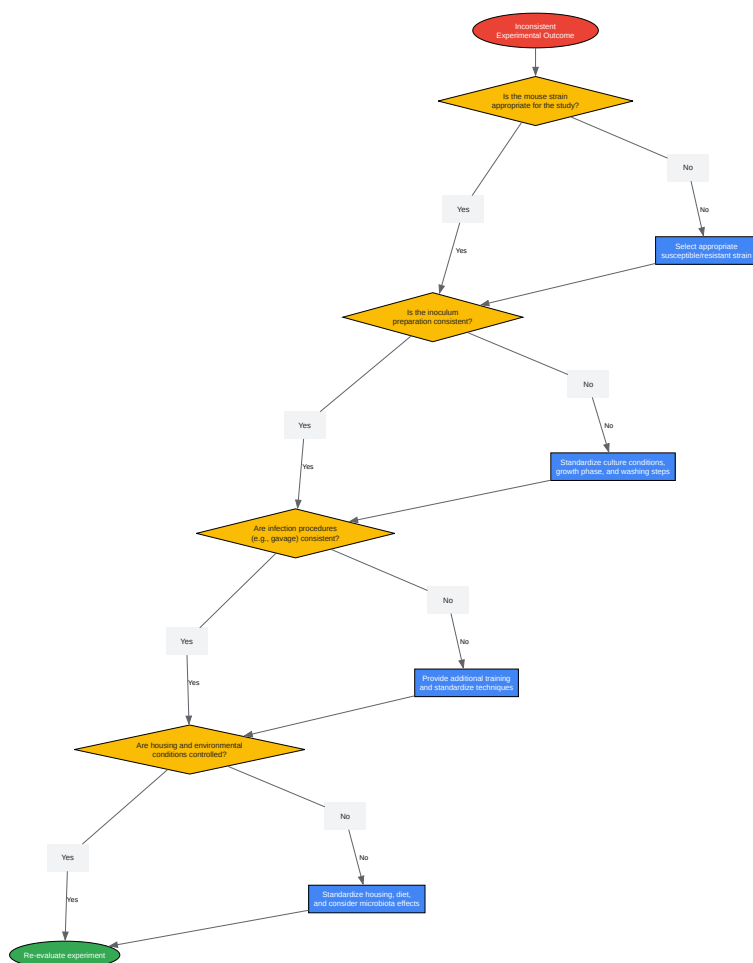 Inconsistent
Experimental Outcome
Is the mouse strain
appropriate for the study?
No
Yes
No
Yes
Select appropriate
susceptible/resistant strain
Is the inoculum
preparation consistent?
No
Yes
No
Yes
Standardize culture conditions,
growth phase, and washing steps
Are infection procedures
(e.g., gavage) consistent?
No
Yes
No
Yes
Provide additional training
and standardize techniques
Are housing and environmental
conditions controlled?
No
Yes
No
Yes
Standardize housing, diet,
and consider microbiota effects
Re-evaluate experiment